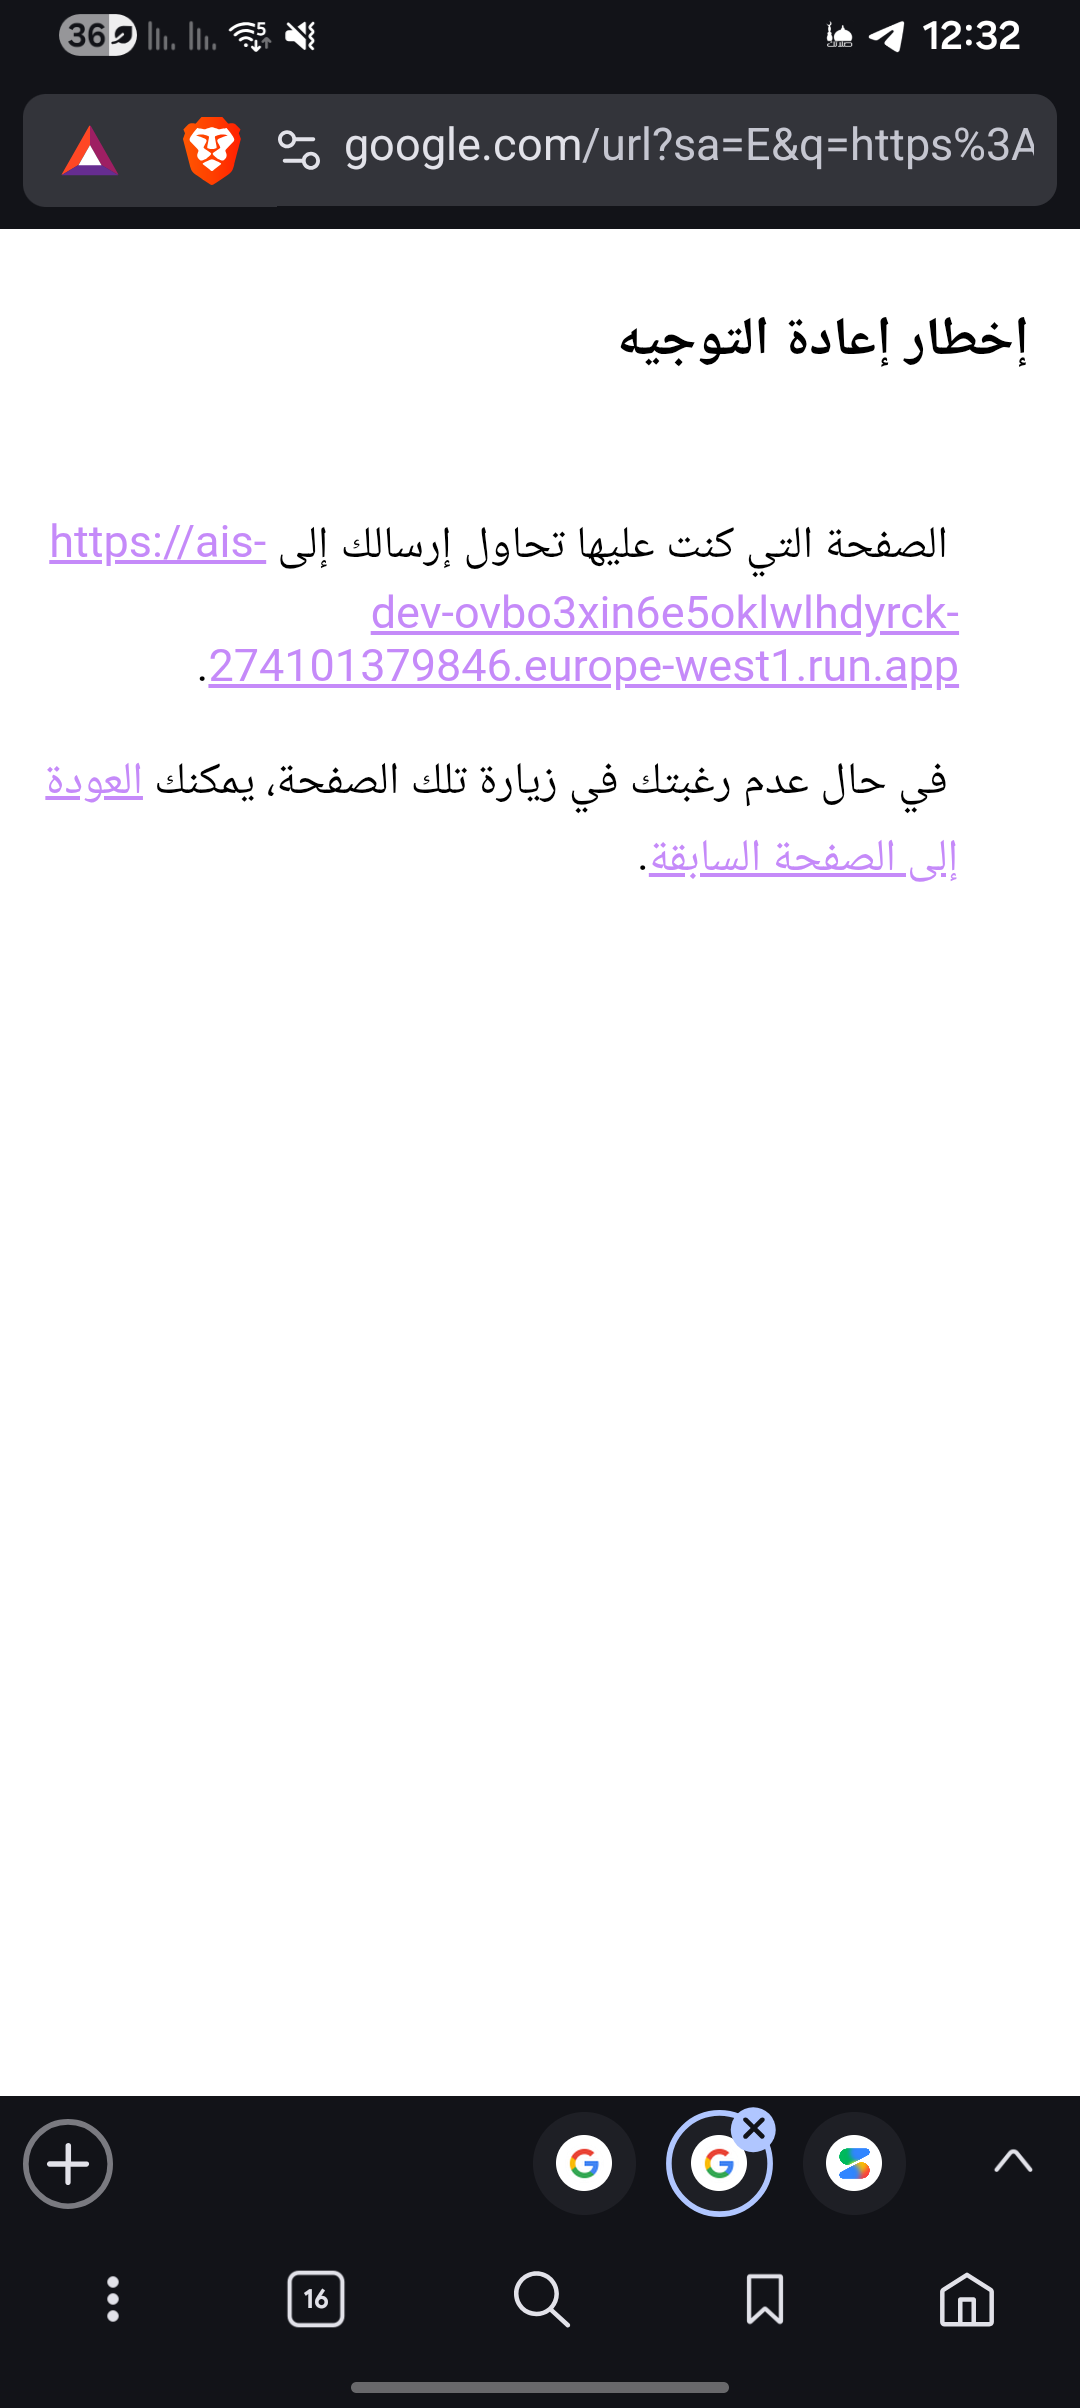 36
5
12:32
google.com/url?sa=E&q=https%3A
إخطار إعادة التوجيه
الصفحة التي كنت عليها تحاول إرسالك إلى https://ais-
dev-ovbo3xin6e5oklwlhdyrck-
274101379846.europe-west1.run.app.
في حال عدم رغبتك في زيارة تلك الصفحة، يمكنك العودة
إلى الصفحة السابقة.
16